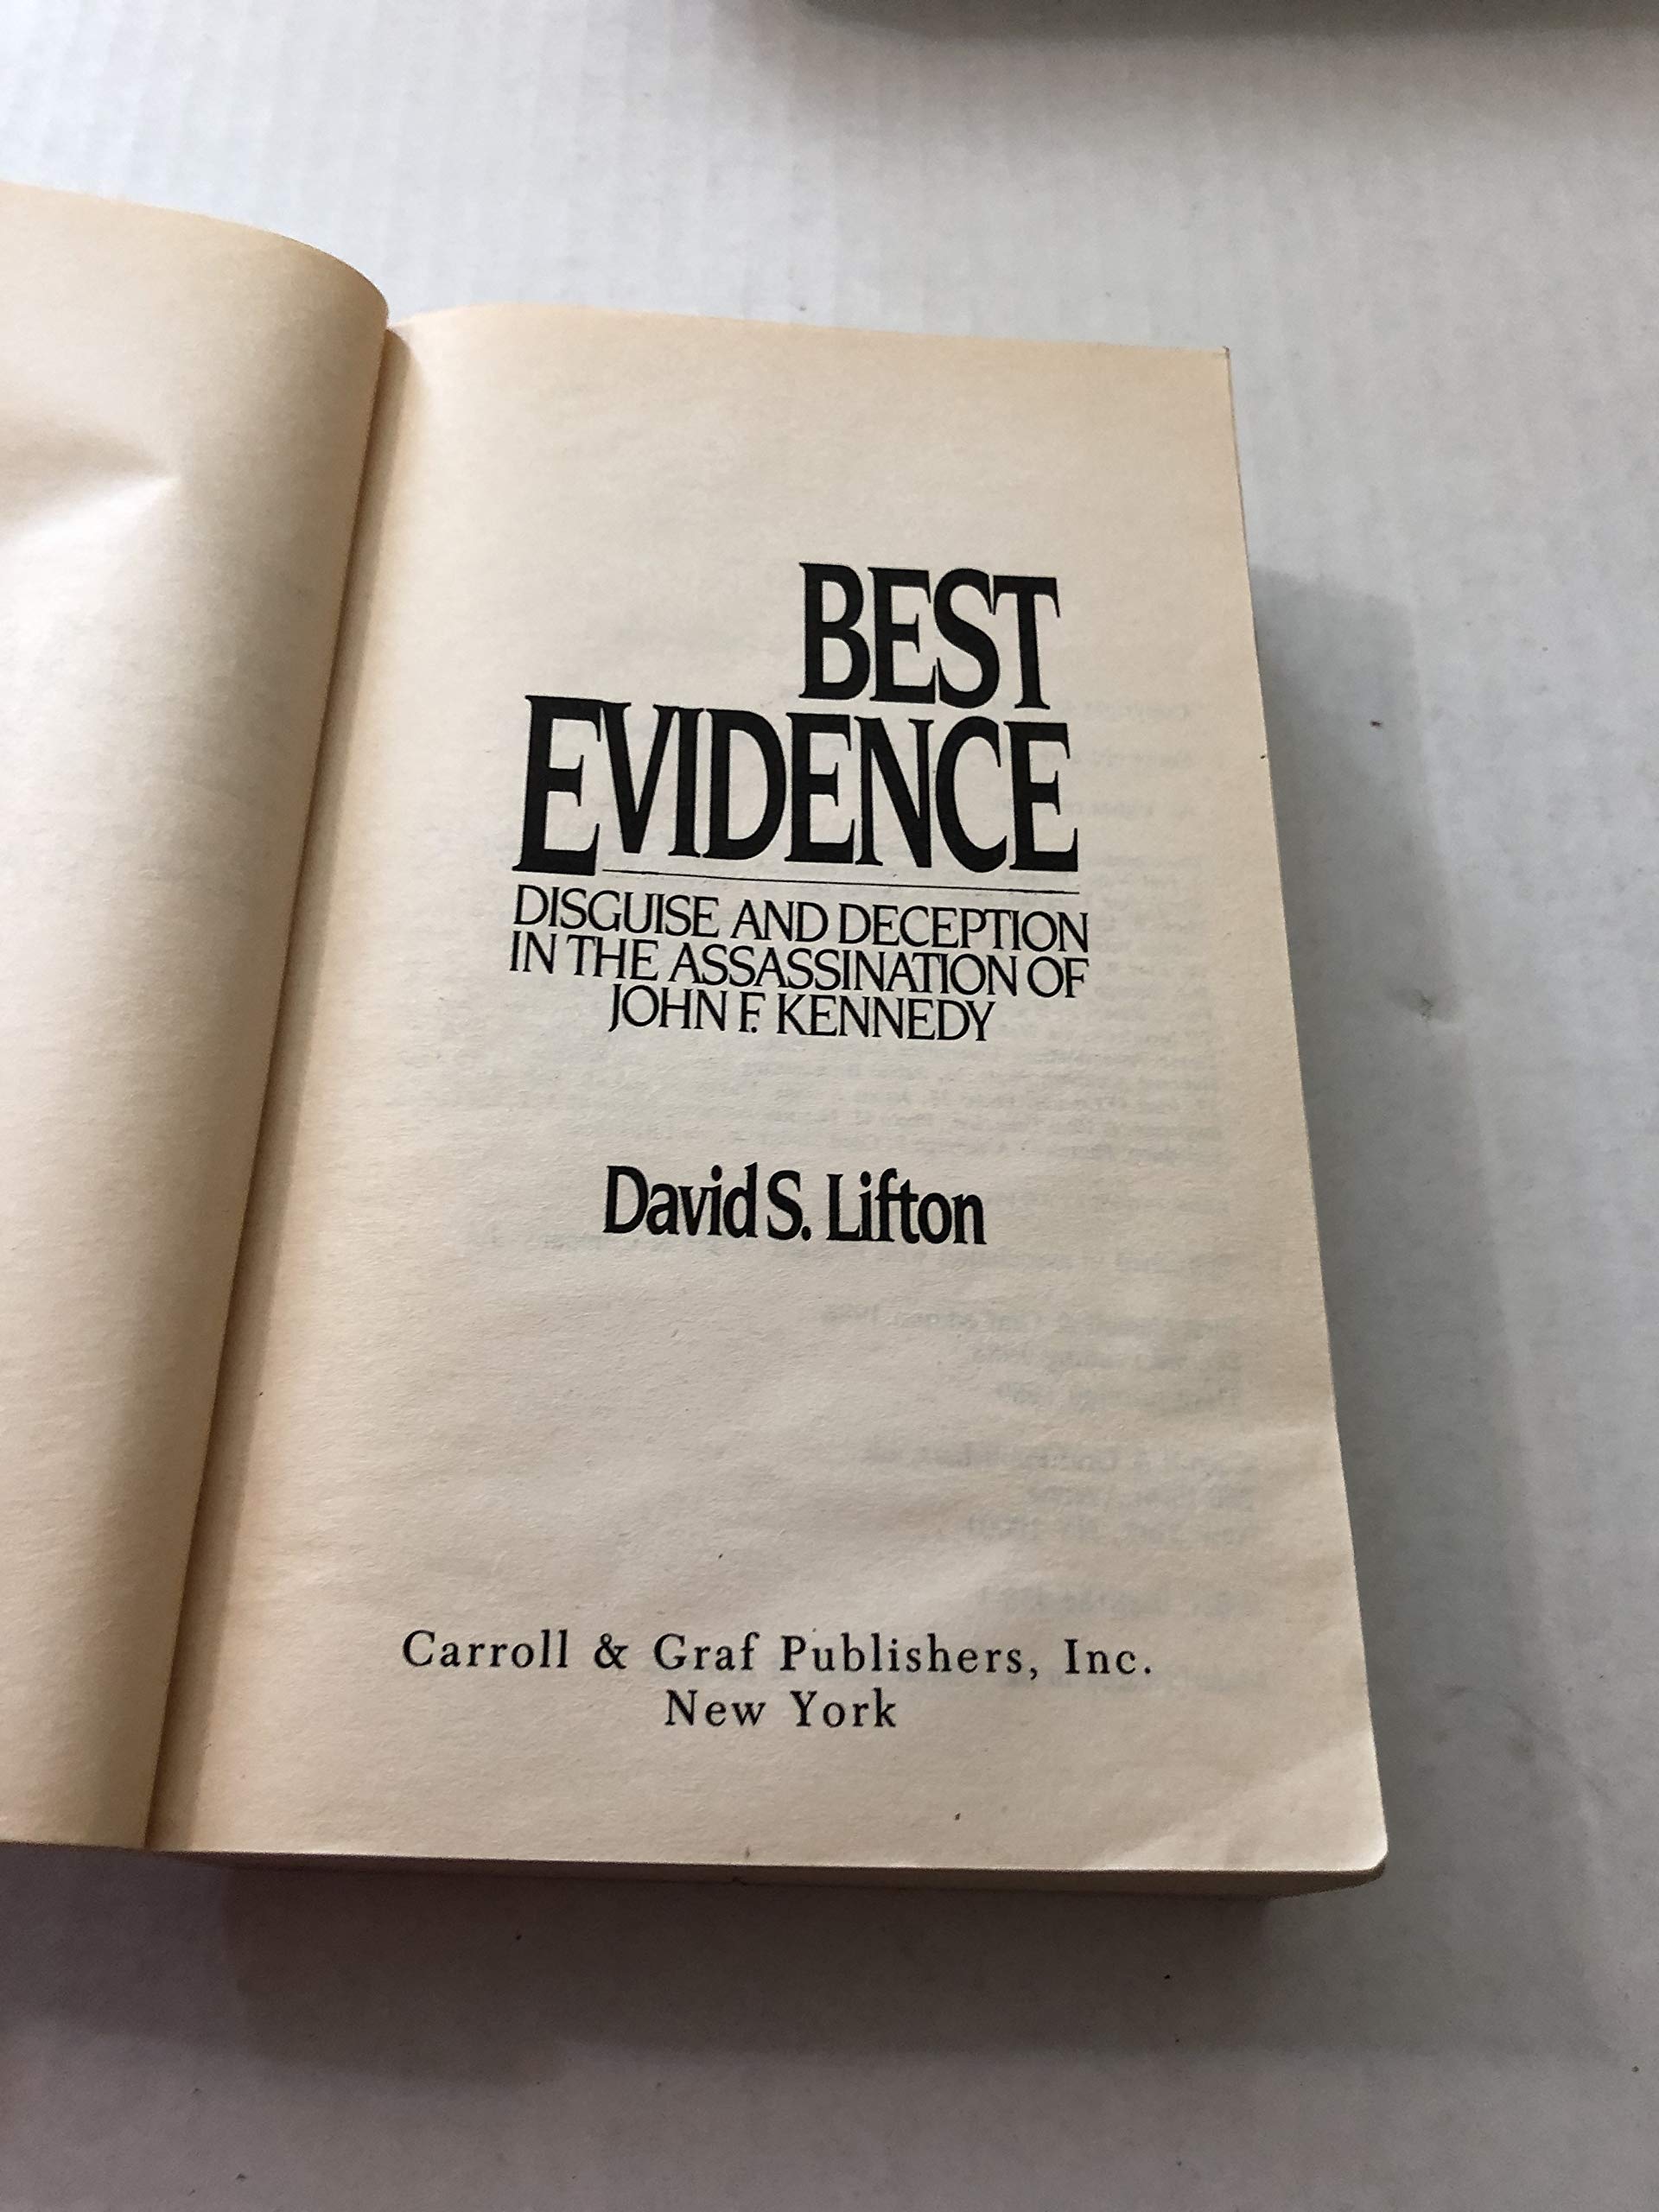 BEST
EVIDENCE
DISGUISE AND DECEPTION
IN THE ASSASSINATION OF
JOHN F. KENNEDY
David S. Lifton
Carroll & Graf Publishers, Inc.
New York